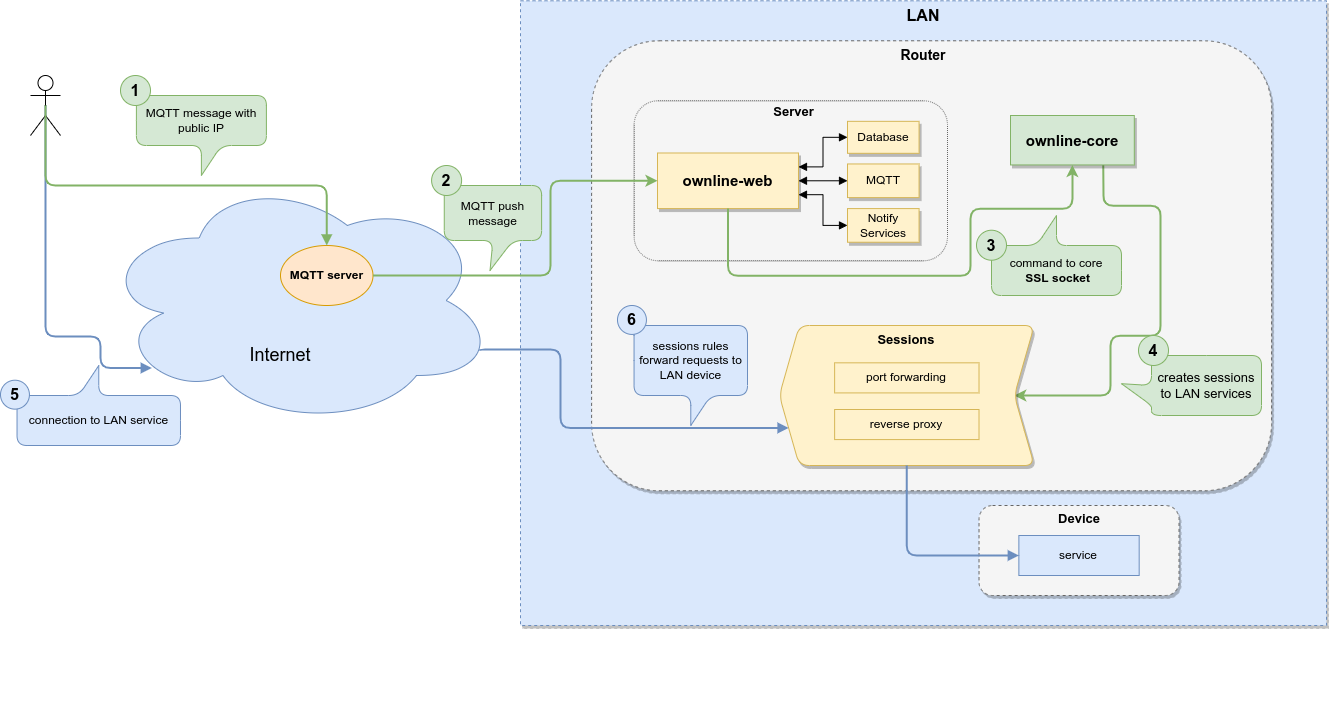 LAN
Router
1
MQTT message with
public IP
Server
Database
ownline-web
MQTT
Notify
Services
ownline-core
2
MQTT push
message
3
command to core
SSL socket
MQTT server
Internet
6
sessions rules
forward requests to
LAN device
Sessions
port forwarding
reverse proxy
4
creates sessions
to LAN services
5
connection to LAN service
Device
service